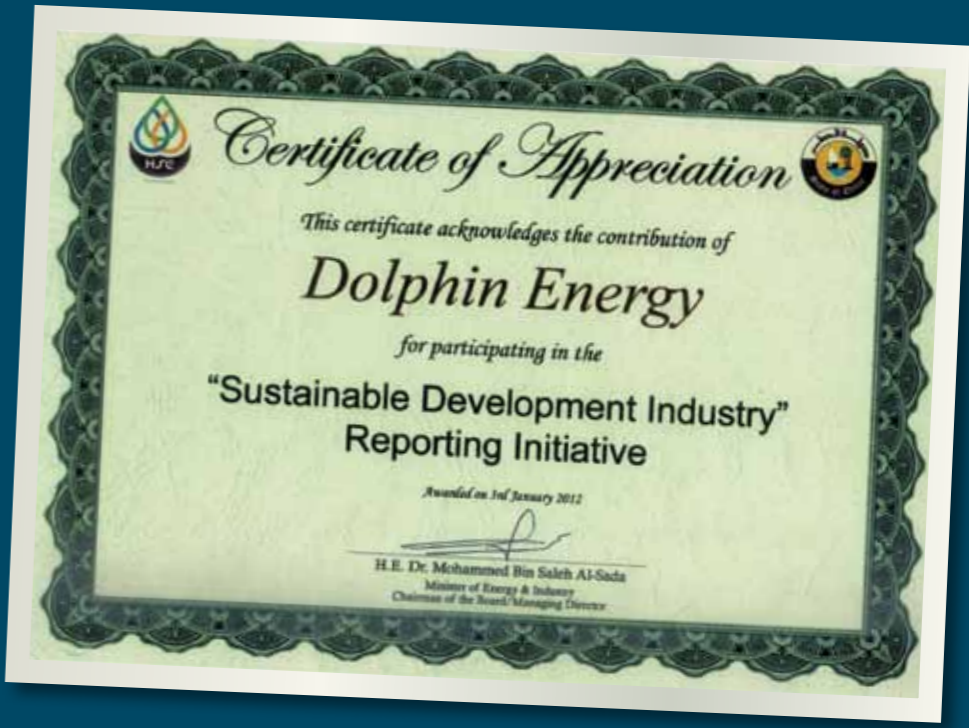 HSE
Certificate of Appreciation
This certificate acknowledges the contribution of
Dolphin Energy
for participating in the
“Sustainable Development Industry”
Reporting Initiative
Awarded on 3rd January 2012
H.E. Dr. Mohammed Bin Saleh Al-Sada
Minister of Energy & Industry
Chairman of the Board/Managing Director